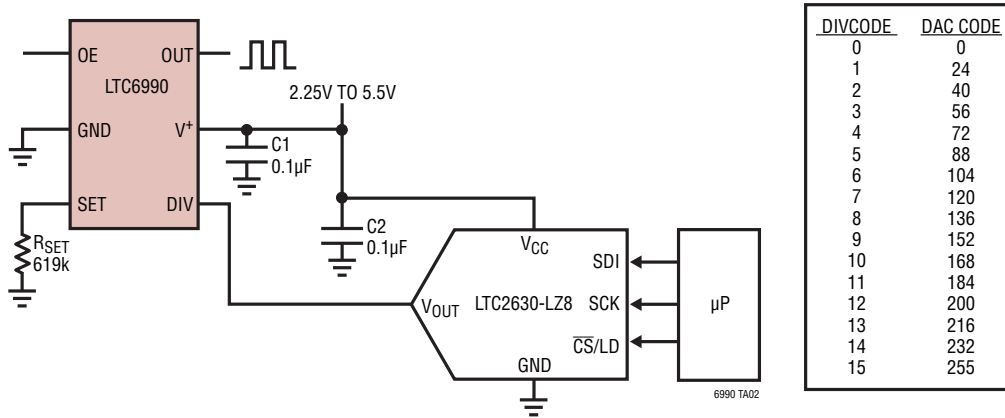 OE
OUT
LTC6990
GND
V+
SET
DIV
RSET
619k
2.25V TO 5.5V
C1
0.1µF
C2
0.1µF
VCC
VOUT
LTC2630-LZ8
SDI
SCK
CS/LD
GND
µP
6990 TA02
DIVCODE DAC CODE
0 0
1 24
2 40
3 56
4 72
5 88
6 104
7 120
8 136
9 152
10 168
11 184
12 200
13 216
14 232
15 255